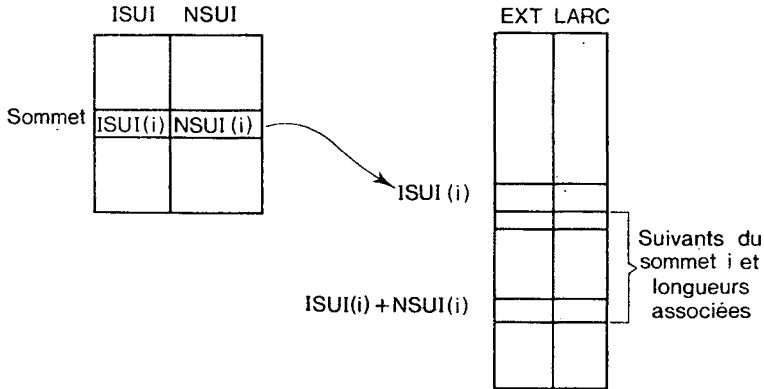 ISUI NSUI
EXT LARC
Sommet
ISUI(i) NSUI(i)
ISUI(i)
Suivants du
sommet i et
longueurs
associées
ISUI(i)+NSUI(i)